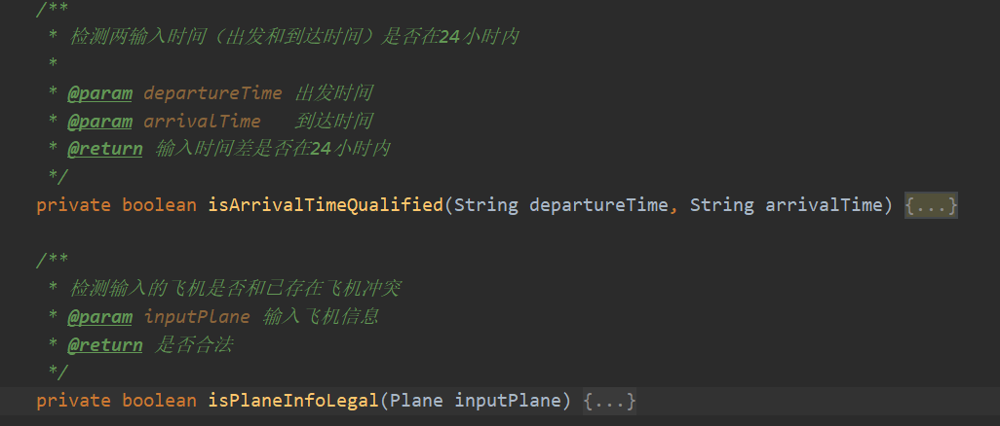 /**
* 检测两输入时间（出发和到达时间）是否在24小时内
*
* @param departureTime 出发时间
* @param arrivalTime   到达时间
* @return 输入时间差是否在24小时内
*/
private boolean isArrivalTimeQualified(String departureTime, String arrivalTime) {...}
/**
* 检测输入的飞机是否和已存在飞机冲突
* @param inputPlane 输入飞机信息
* @return 是否合法
*/
private boolean isPlaneInfoLegal(Plane inputPlane) {...}